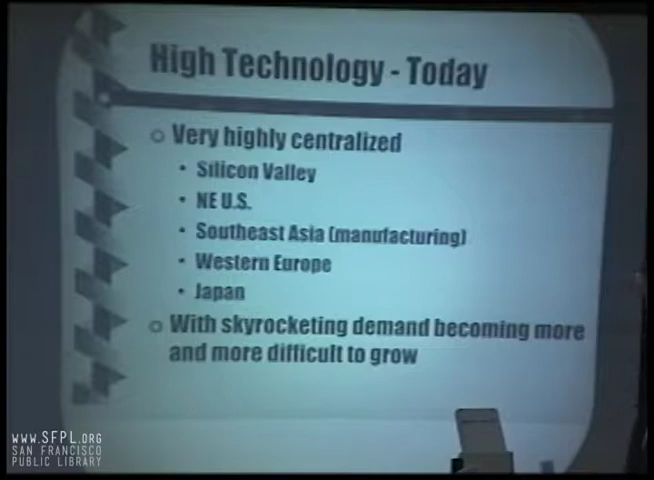 High Technology - Today
Very highly centralized
Silicon Valley
NE U.S.
Southeast Asia (manufacturing)
Western Europe
Japan
With skyrocketing demand becoming more
and more difficult to grow
WWW.SFPL.ORG
SAN FRANCISCO
PUBLIC LIBRARY